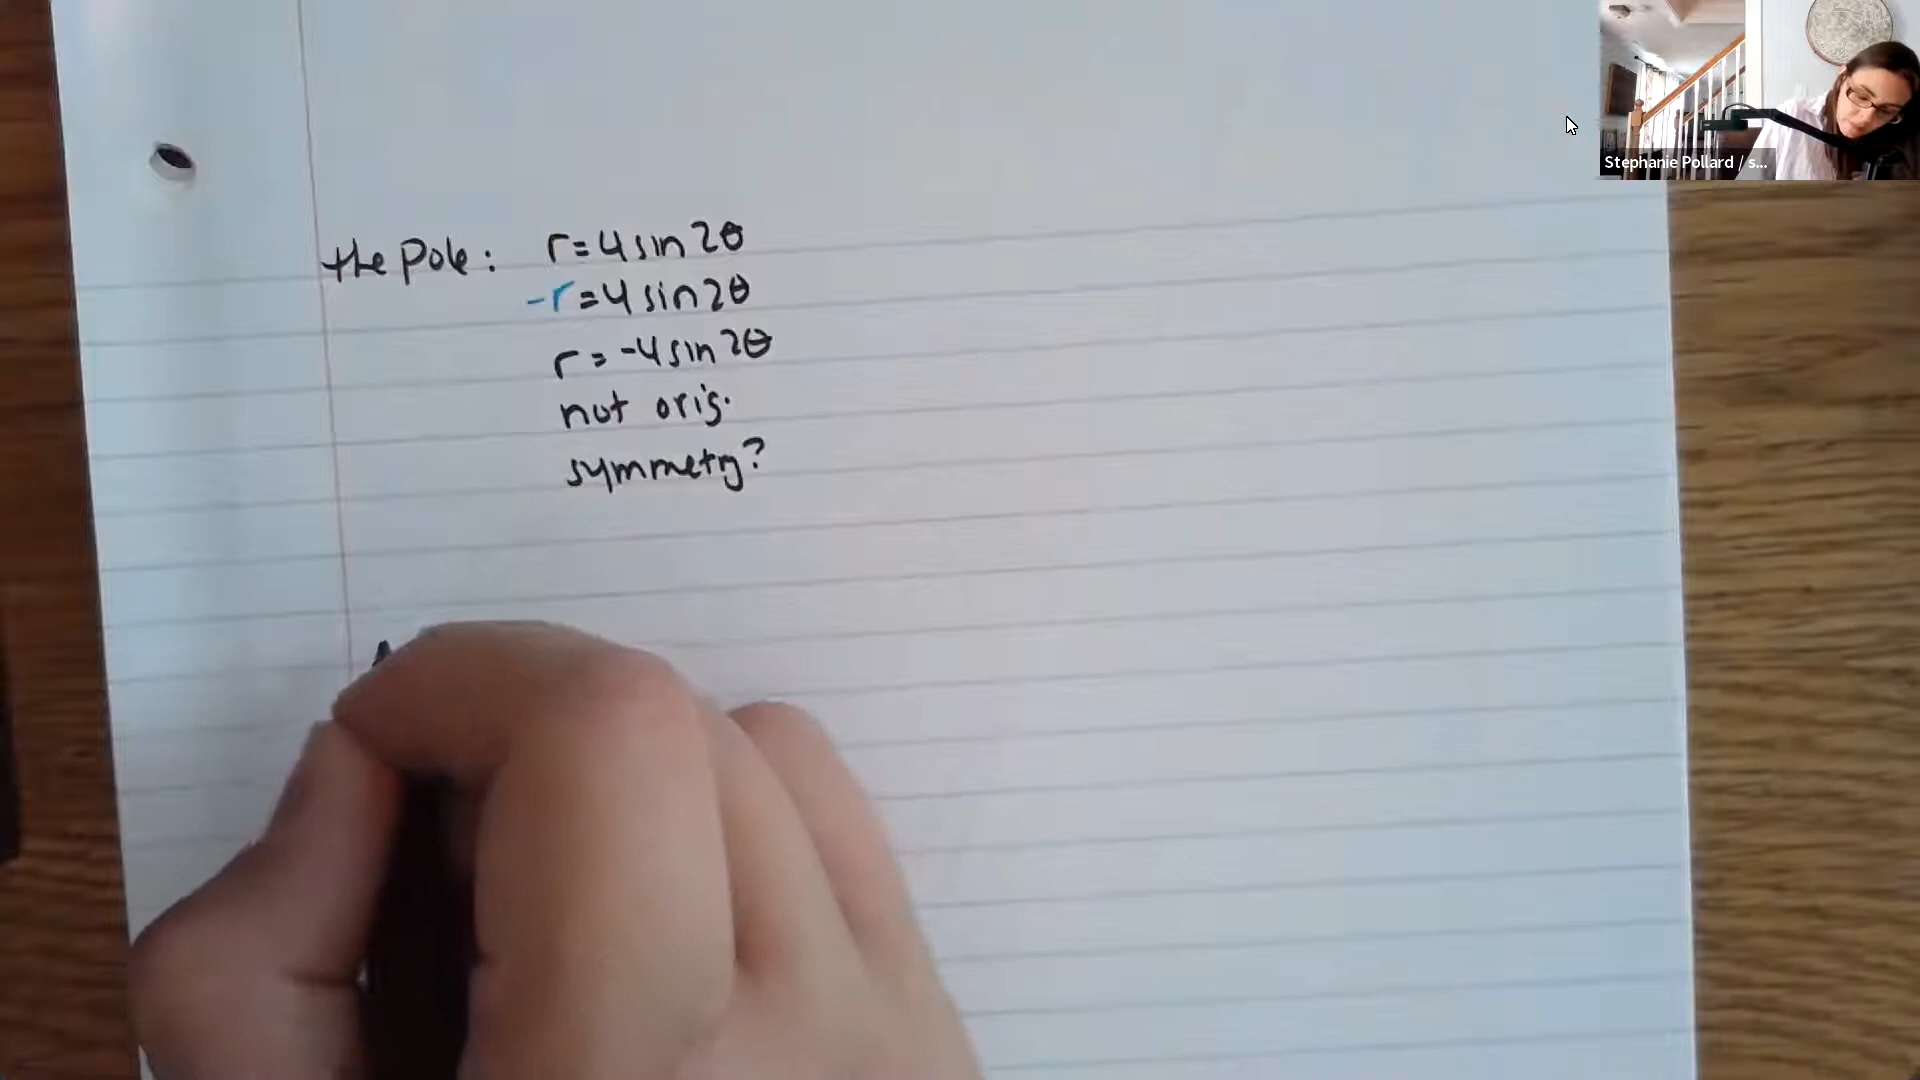 Stephanie Pollard / s...
the pole: r=4sin2θ
-r=4sin2θ
r=-4sin2θ
not orig.
symmetry?